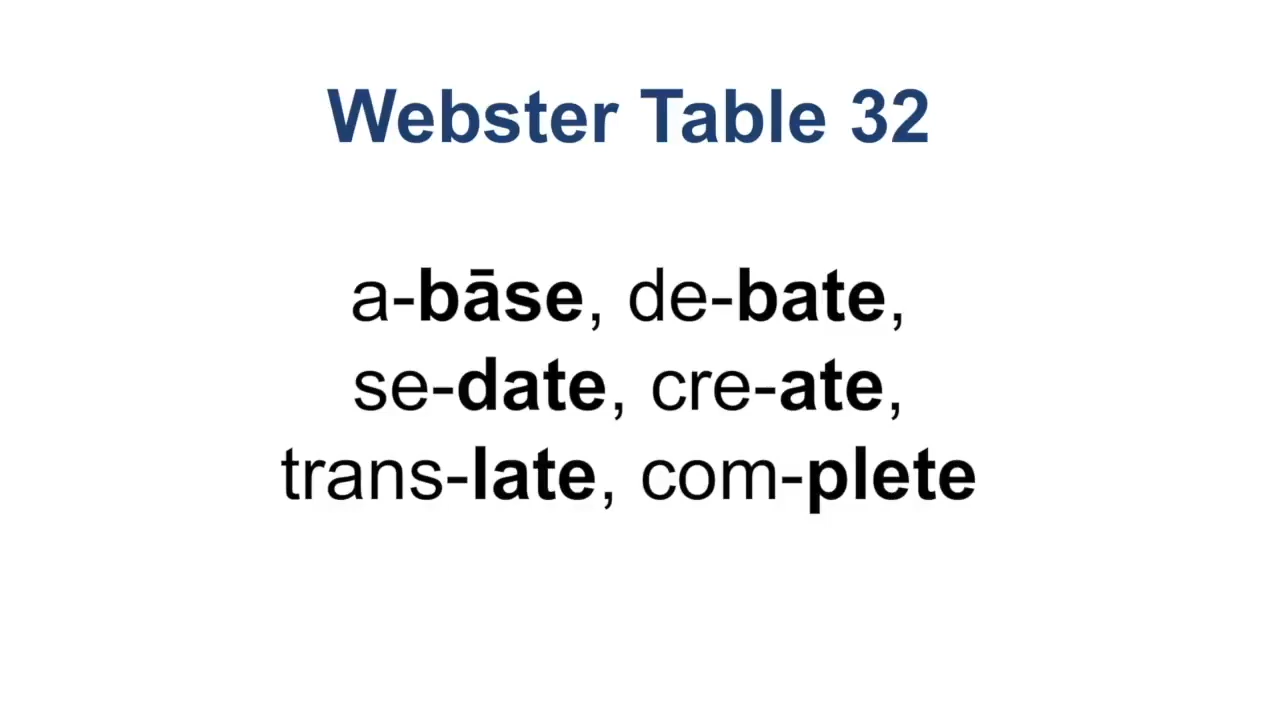 Webster Table 32
a-bāse, de-bate,
se-date, cre-ate,
trans-late, com-plete